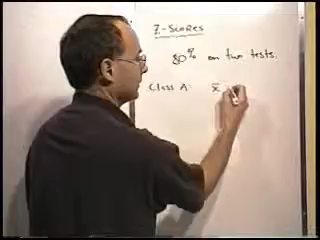 Z-Scores
80% on two tests.
Class A: x̄